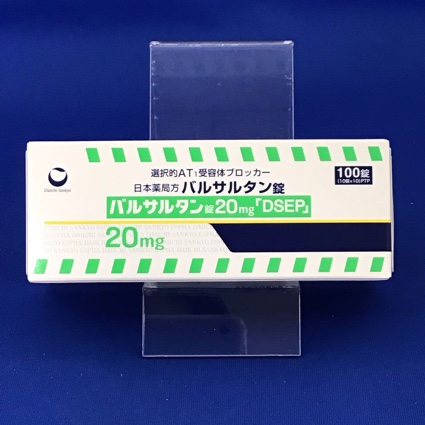 選択的AT₁受容体ブロッカー
日本薬局方 バルサルタン錠
100錠
(10錠×10)PTP
バルサルタン錠20mg「DSEP」
20mg
Daiichi-Sankyo